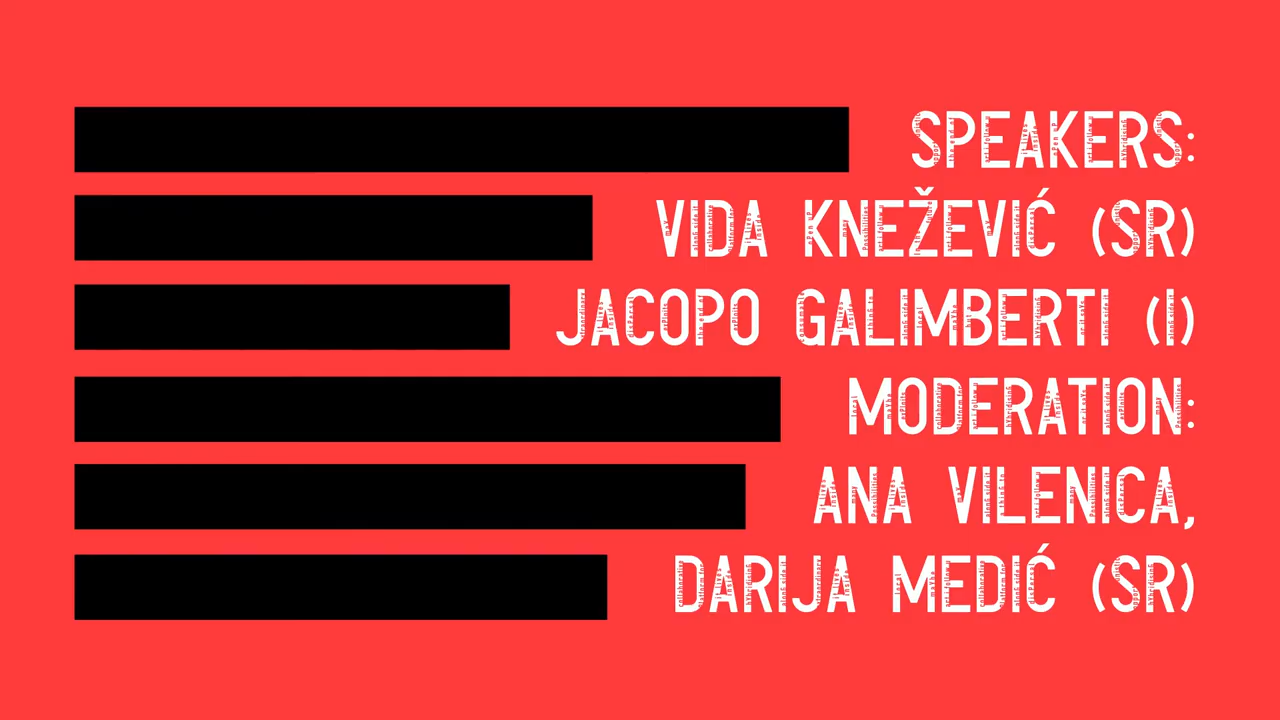 SPEAKERS:
VIDA KNEŽEVIĆ (SR)
JACOPO GALIMBERTI (I)
MODERATION:
ANA VILENICA,
DARIJA MEDIĆ (SR)